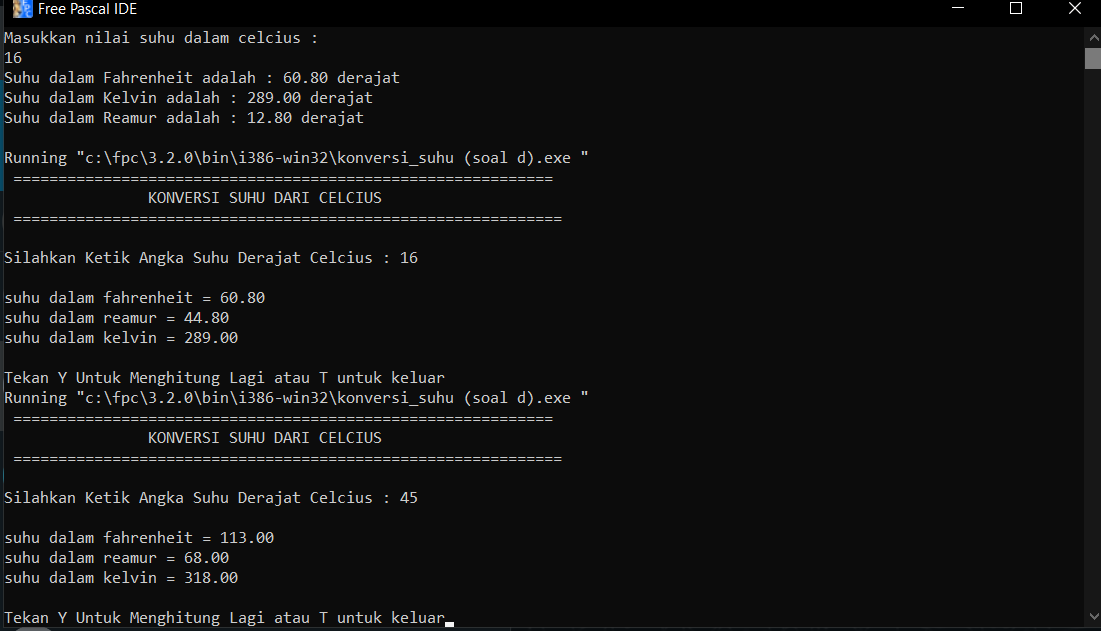 Free Pascal IDE
Masukkan nilai suhu dalam celcius :
16
Suhu dalam Fahrenheit adalah : 60.80 derajat
Suhu dalam Kelvin adalah : 289.00 derajat
Suhu dalam Reamur adalah : 12.80 derajat
Running "c:\fpc\3.2.0\bin\i386-win32\konversi_suhu (soal d).exe "
============================================================
KONVERSI SUHU DARI CELCIUS
=============================================================
Silahkan Ketik Angka Suhu Derajat Celcius : 16
suhu dalam fahrenheit = 60.80
suhu dalam reamur = 44.80
suhu dalam kelvin = 289.00
Tekan Y Untuk Menghitung Lagi atau T untuk keluar
Running "c:\fpc\3.2.0\bin\i386-win32\konversi_suhu (soal d).exe "
============================================================
KONVERSI SUHU DARI CELCIUS
=============================================================
Silahkan Ketik Angka Suhu Derajat Celcius : 45
suhu dalam fahrenheit = 113.00
suhu dalam reamur = 68.00
suhu dalam kelvin = 318.00
Tekan Y Untuk Menghitung Lagi atau T untuk keluar